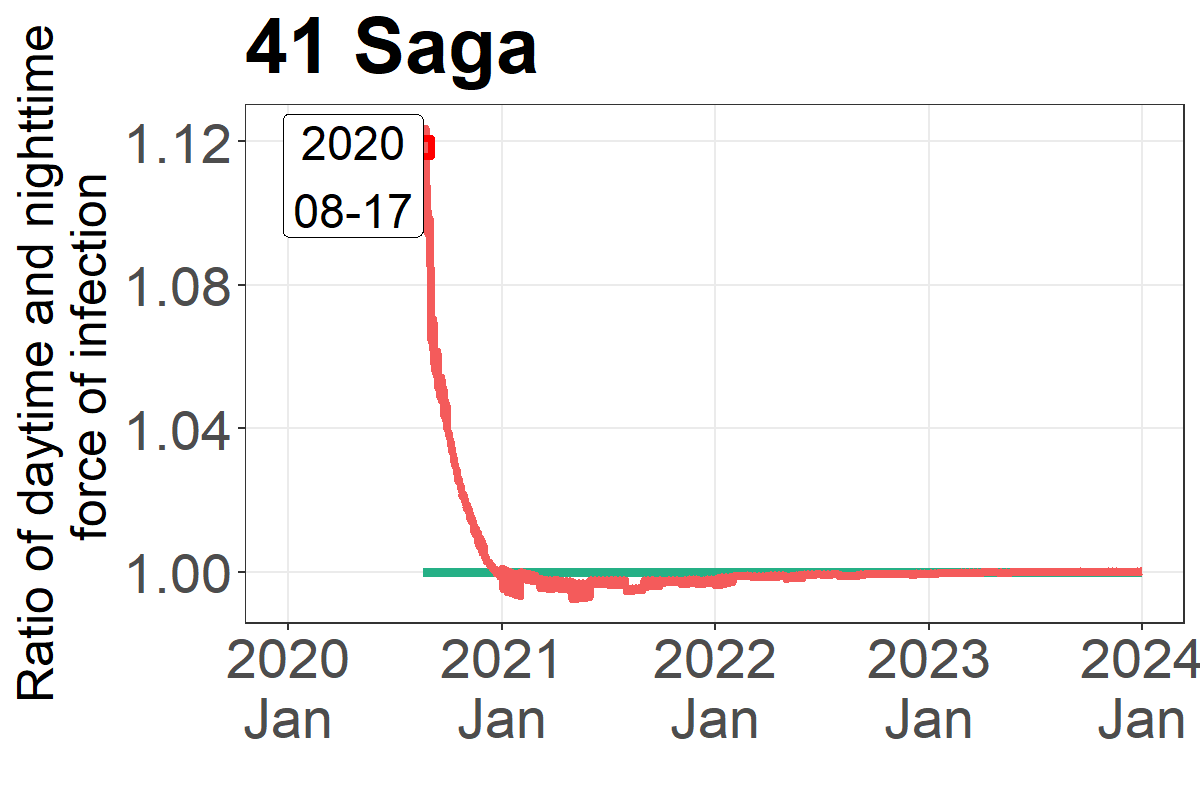 41 Saga
Ratio of daytime and nighttime
force of infection
1.12
1.08
1.04
1.00
2020
08-17
2020 2021 2022 2023 2024
Jan Jan Jan Jan Jan